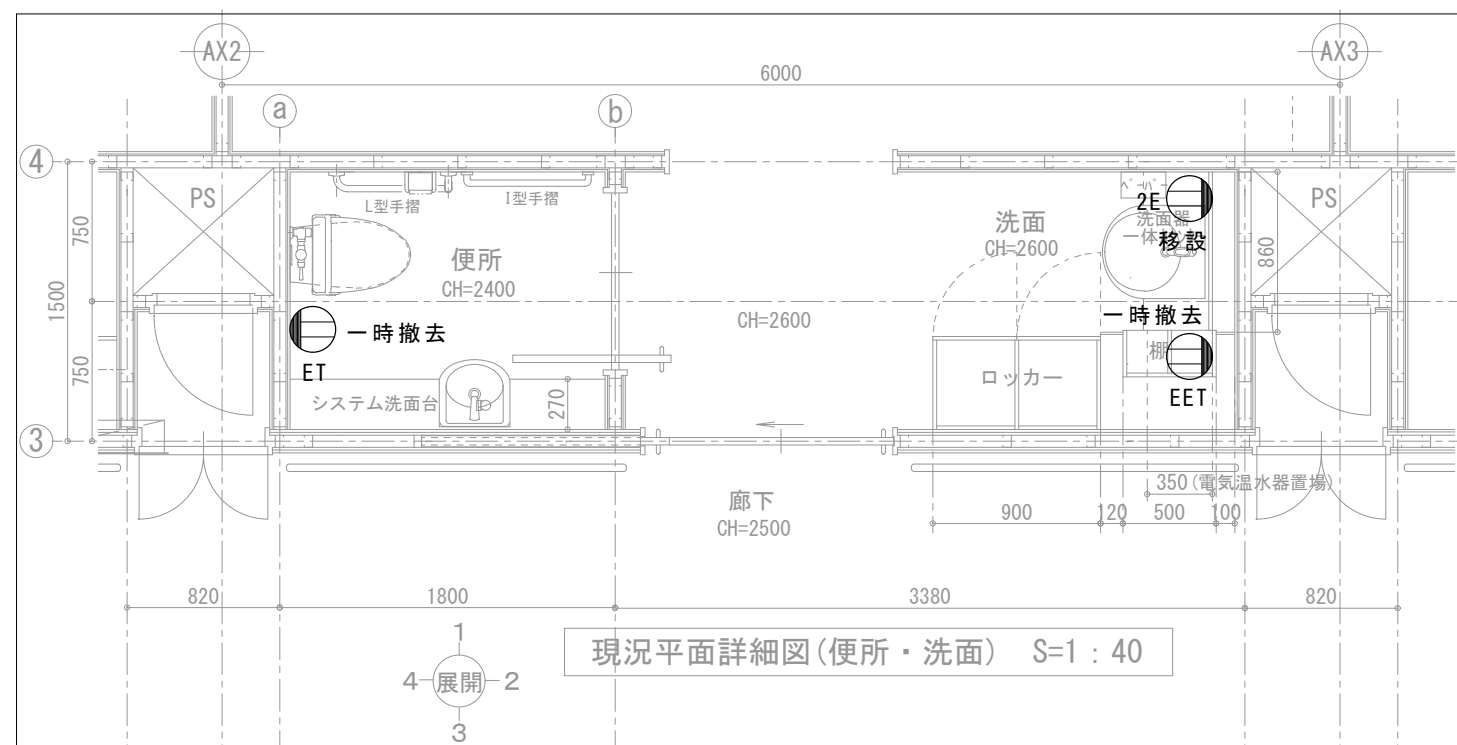 AX2
AX3
6000
a
b
4
PS
L型手摺
I型手摺
便所
CH=2400
750
1500
750
一時撤去
ET
システム洗面台
270
3
CH=2600
洗面
CH=2600
ペーパー
2E
洗面器
移設
860
PS
一時撤去
棚
EET
ロッカー
350(電気温水器置場)
廊下
CH=2500
900
120
500
100
820
1800
3380
820
現況平面詳細図(便所・洗面) S=1:40
1
4
展開
2
3